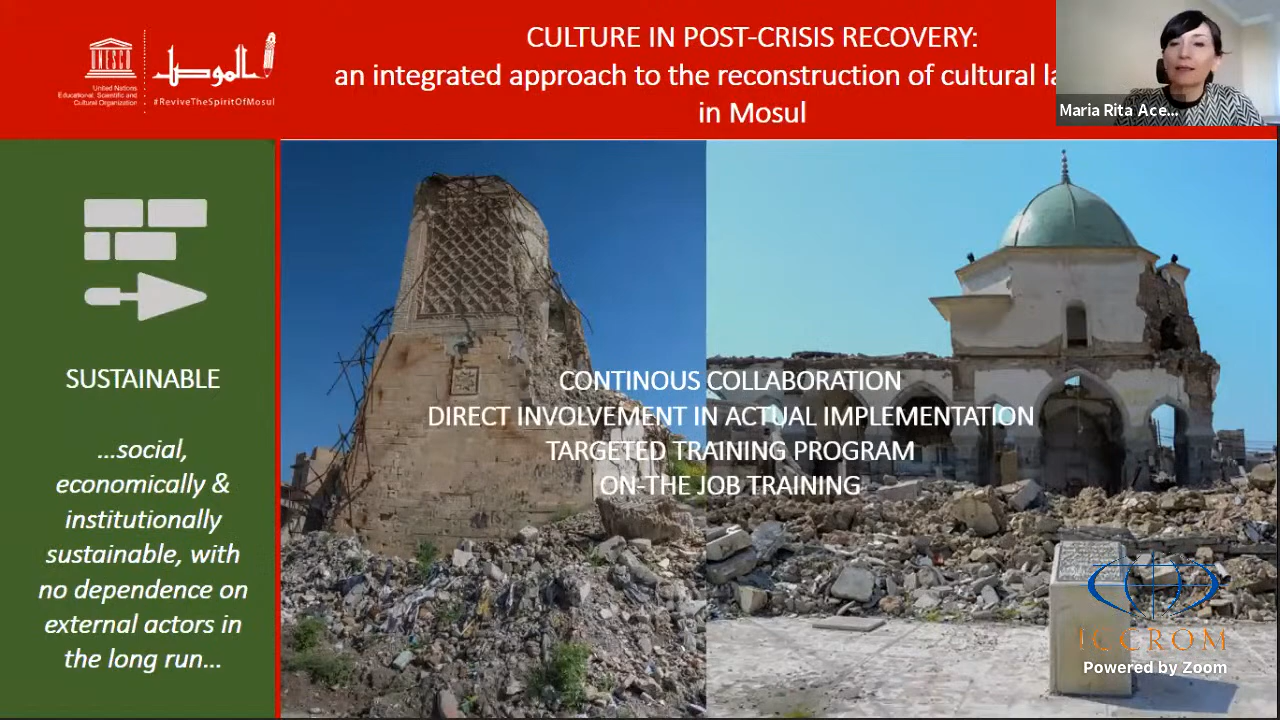 CULTURE IN POST-CRISIS RECOVERY:
an integrated approach to the reconstruction of cultural la
in Mosul
UNESCO
United Nations
Educational, Scientific and
Cultural Organization
الموصل
#ReviveTheSpiritOfMosul
Maria Rita Ace...
SUSTAINABLE
...social,
economically &
institutionally
sustainable, with
no dependence on
external actors in
the long run...
CONTINOUS COLLABORATION
DIRECT INVOLVEMENT IN ACTUAL IMPLEMENTATION
TARGETED TRAINING PROGRAM
ON-THE JOB TRAINING
ICCROM
Powered by Zoom